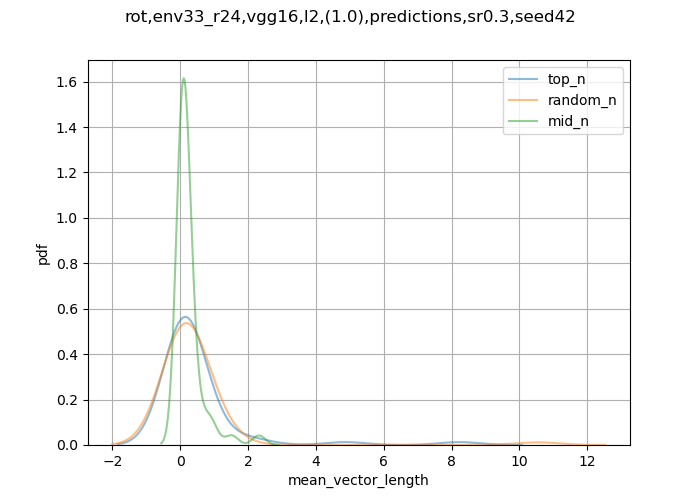 rot,env33_r24,vgg16,l2,(1.0),predictions,sr0.3,seed42
top_n
random_n
mid_n
1.6
1.4
1.2
1.0
0.8
0.6
0.4
0.2
0.0
pdf
−2 0 2 4 6 8 10 12
mean_vector_length